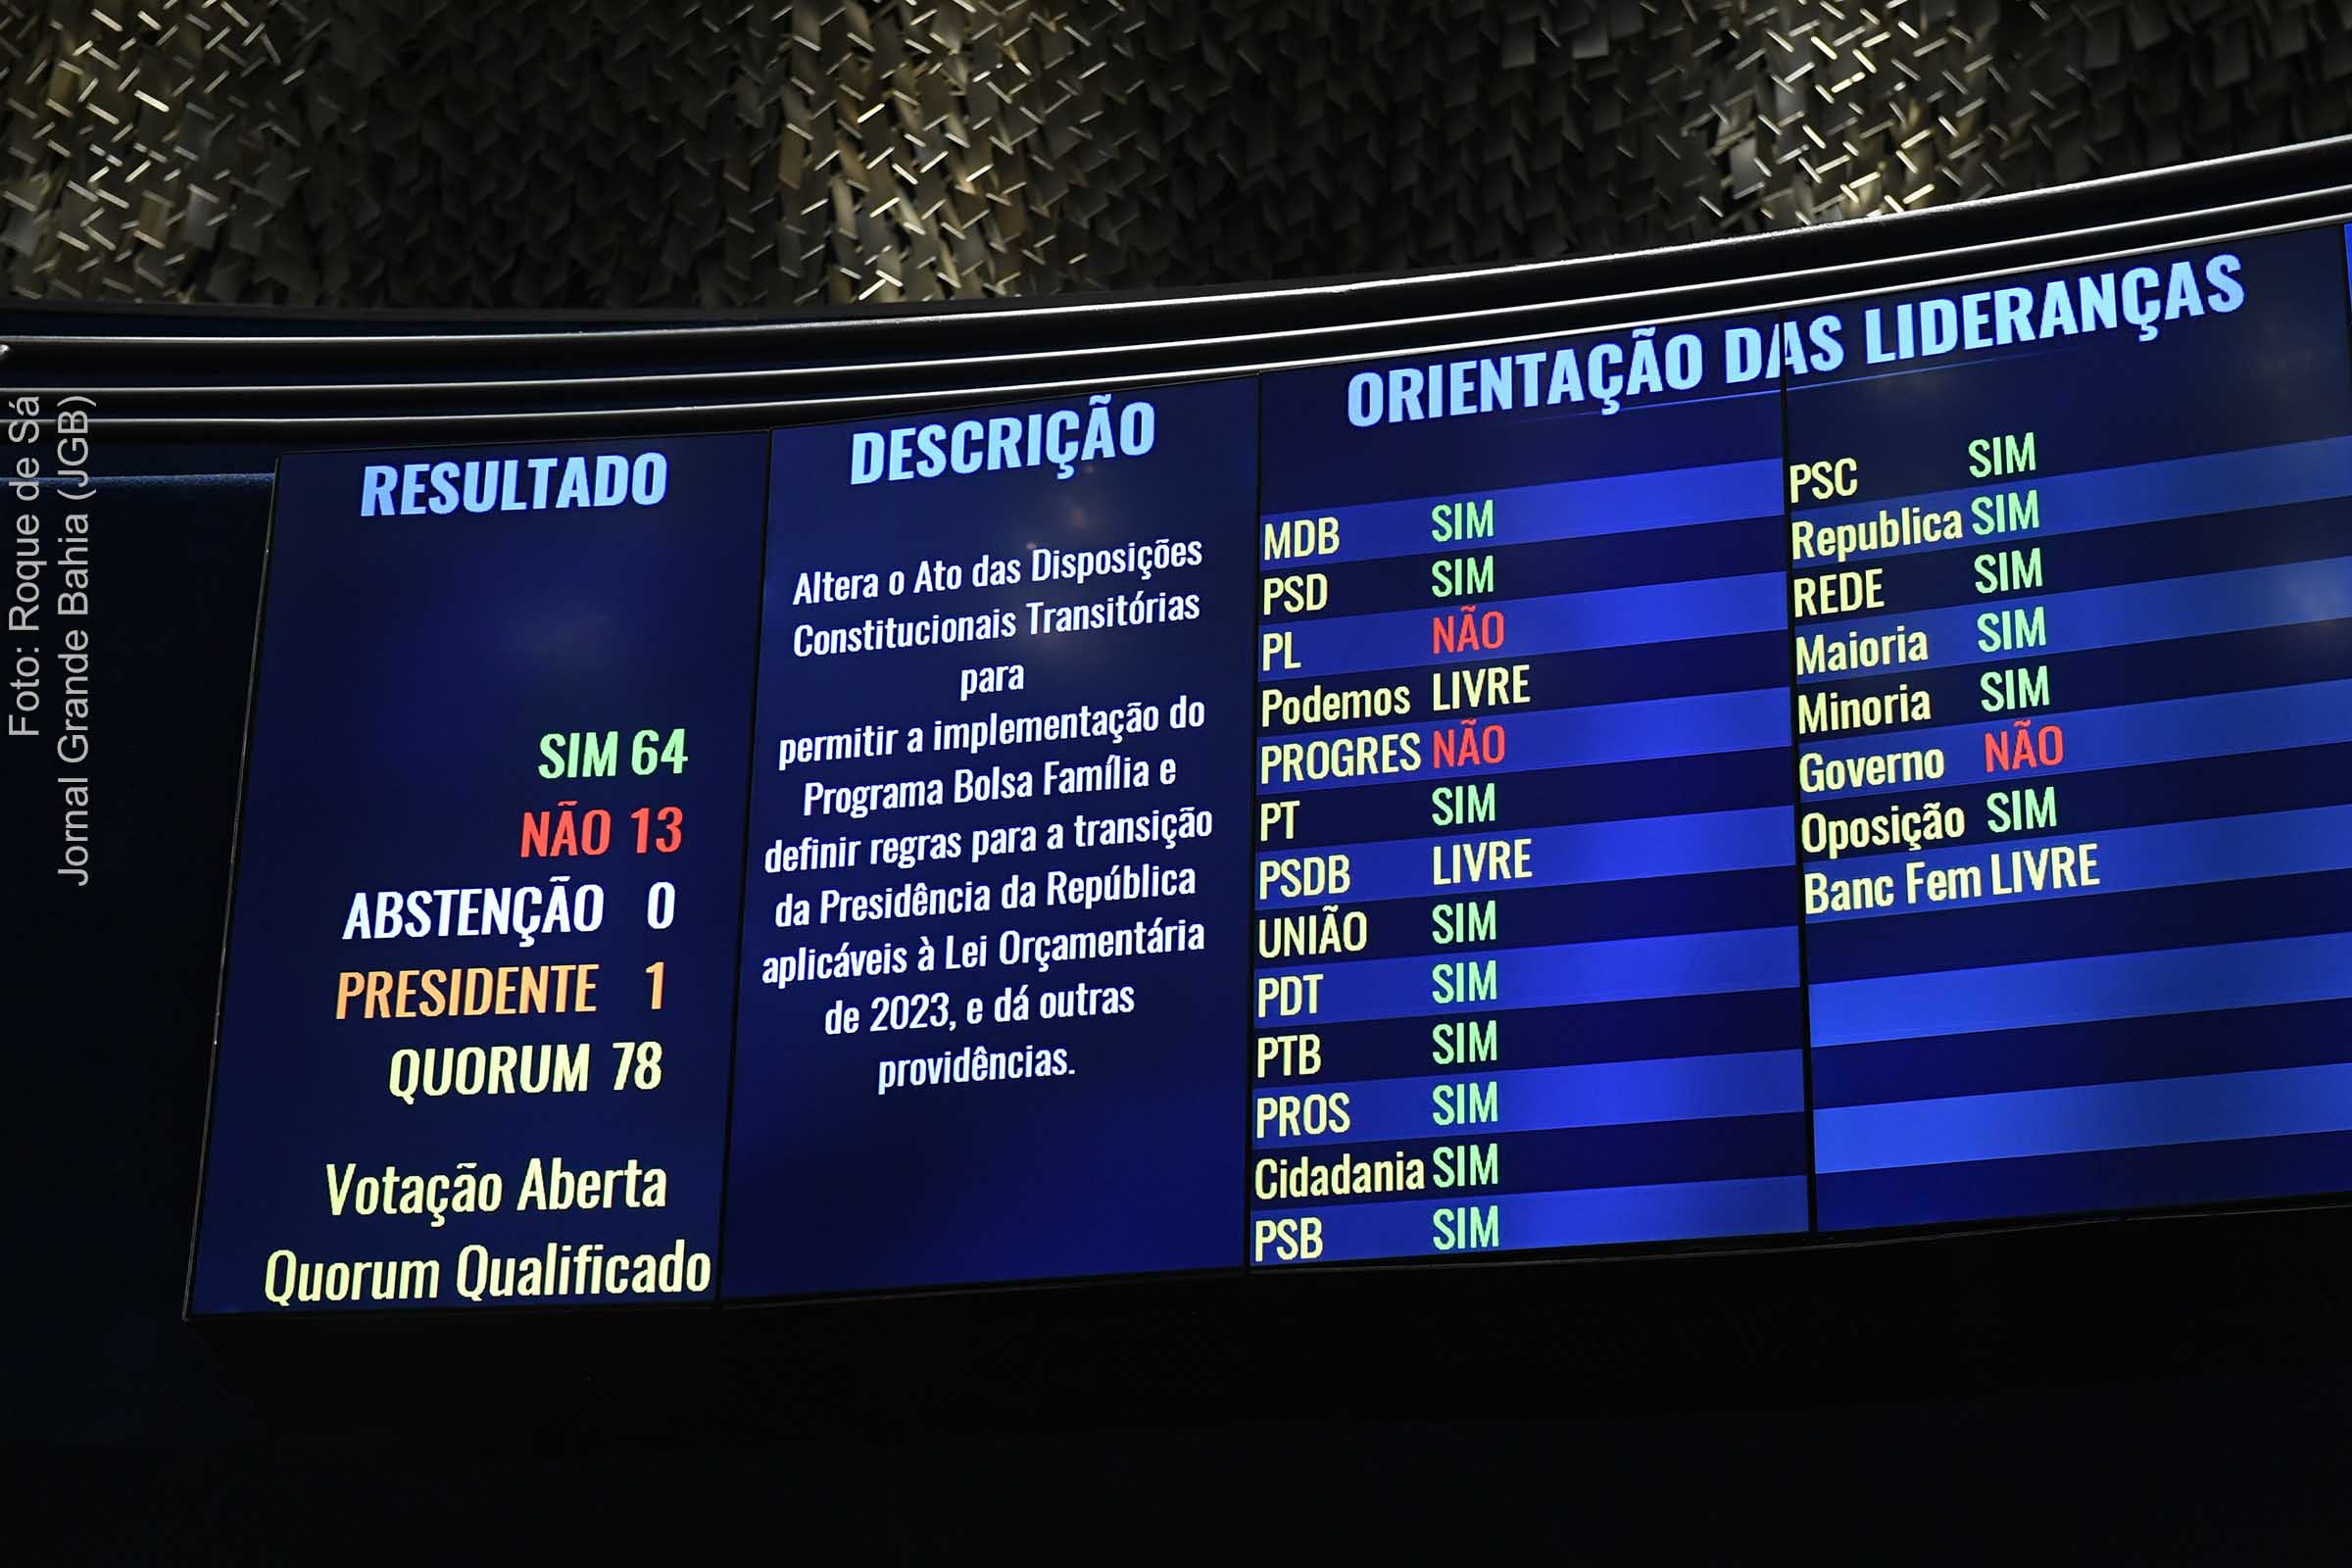 Foto: Roque de Sá
Jornal Grande Bahia (JGB)
RESULTADO
SIM 64
NÃO 13
ABSTENÇÃO 0
PRESIDENTE 1
QUORUM 78
Votação Aberta
Quorum Qualificado
DESCRIÇÃO
Altera o Ato das Disposições
Constitucionais Transitórias
para
permitir a implementação do
Programa Bolsa Família e
definir regras para a transição
da Presidência da República
aplicáveis à Lei Orçamentária
de 2023, e dá outras
providências.
ORIENTAÇÃO DAS LIDERANÇAS
MDB SIM
PSD SIM
PL NÃO
Podemos LIVRE
PROGRES NÃO
PT SIM
PSDB LIVRE
UNIÃO SIM
PDT SIM
PTB SIM
PROS SIM
Cidadania SIM
PSB SIM
PSC SIM
Republica SIM
REDE SIM
Maioria SIM
Minoria SIM
Governo NÃO
Oposição SIM
Banc Fem LIVRE